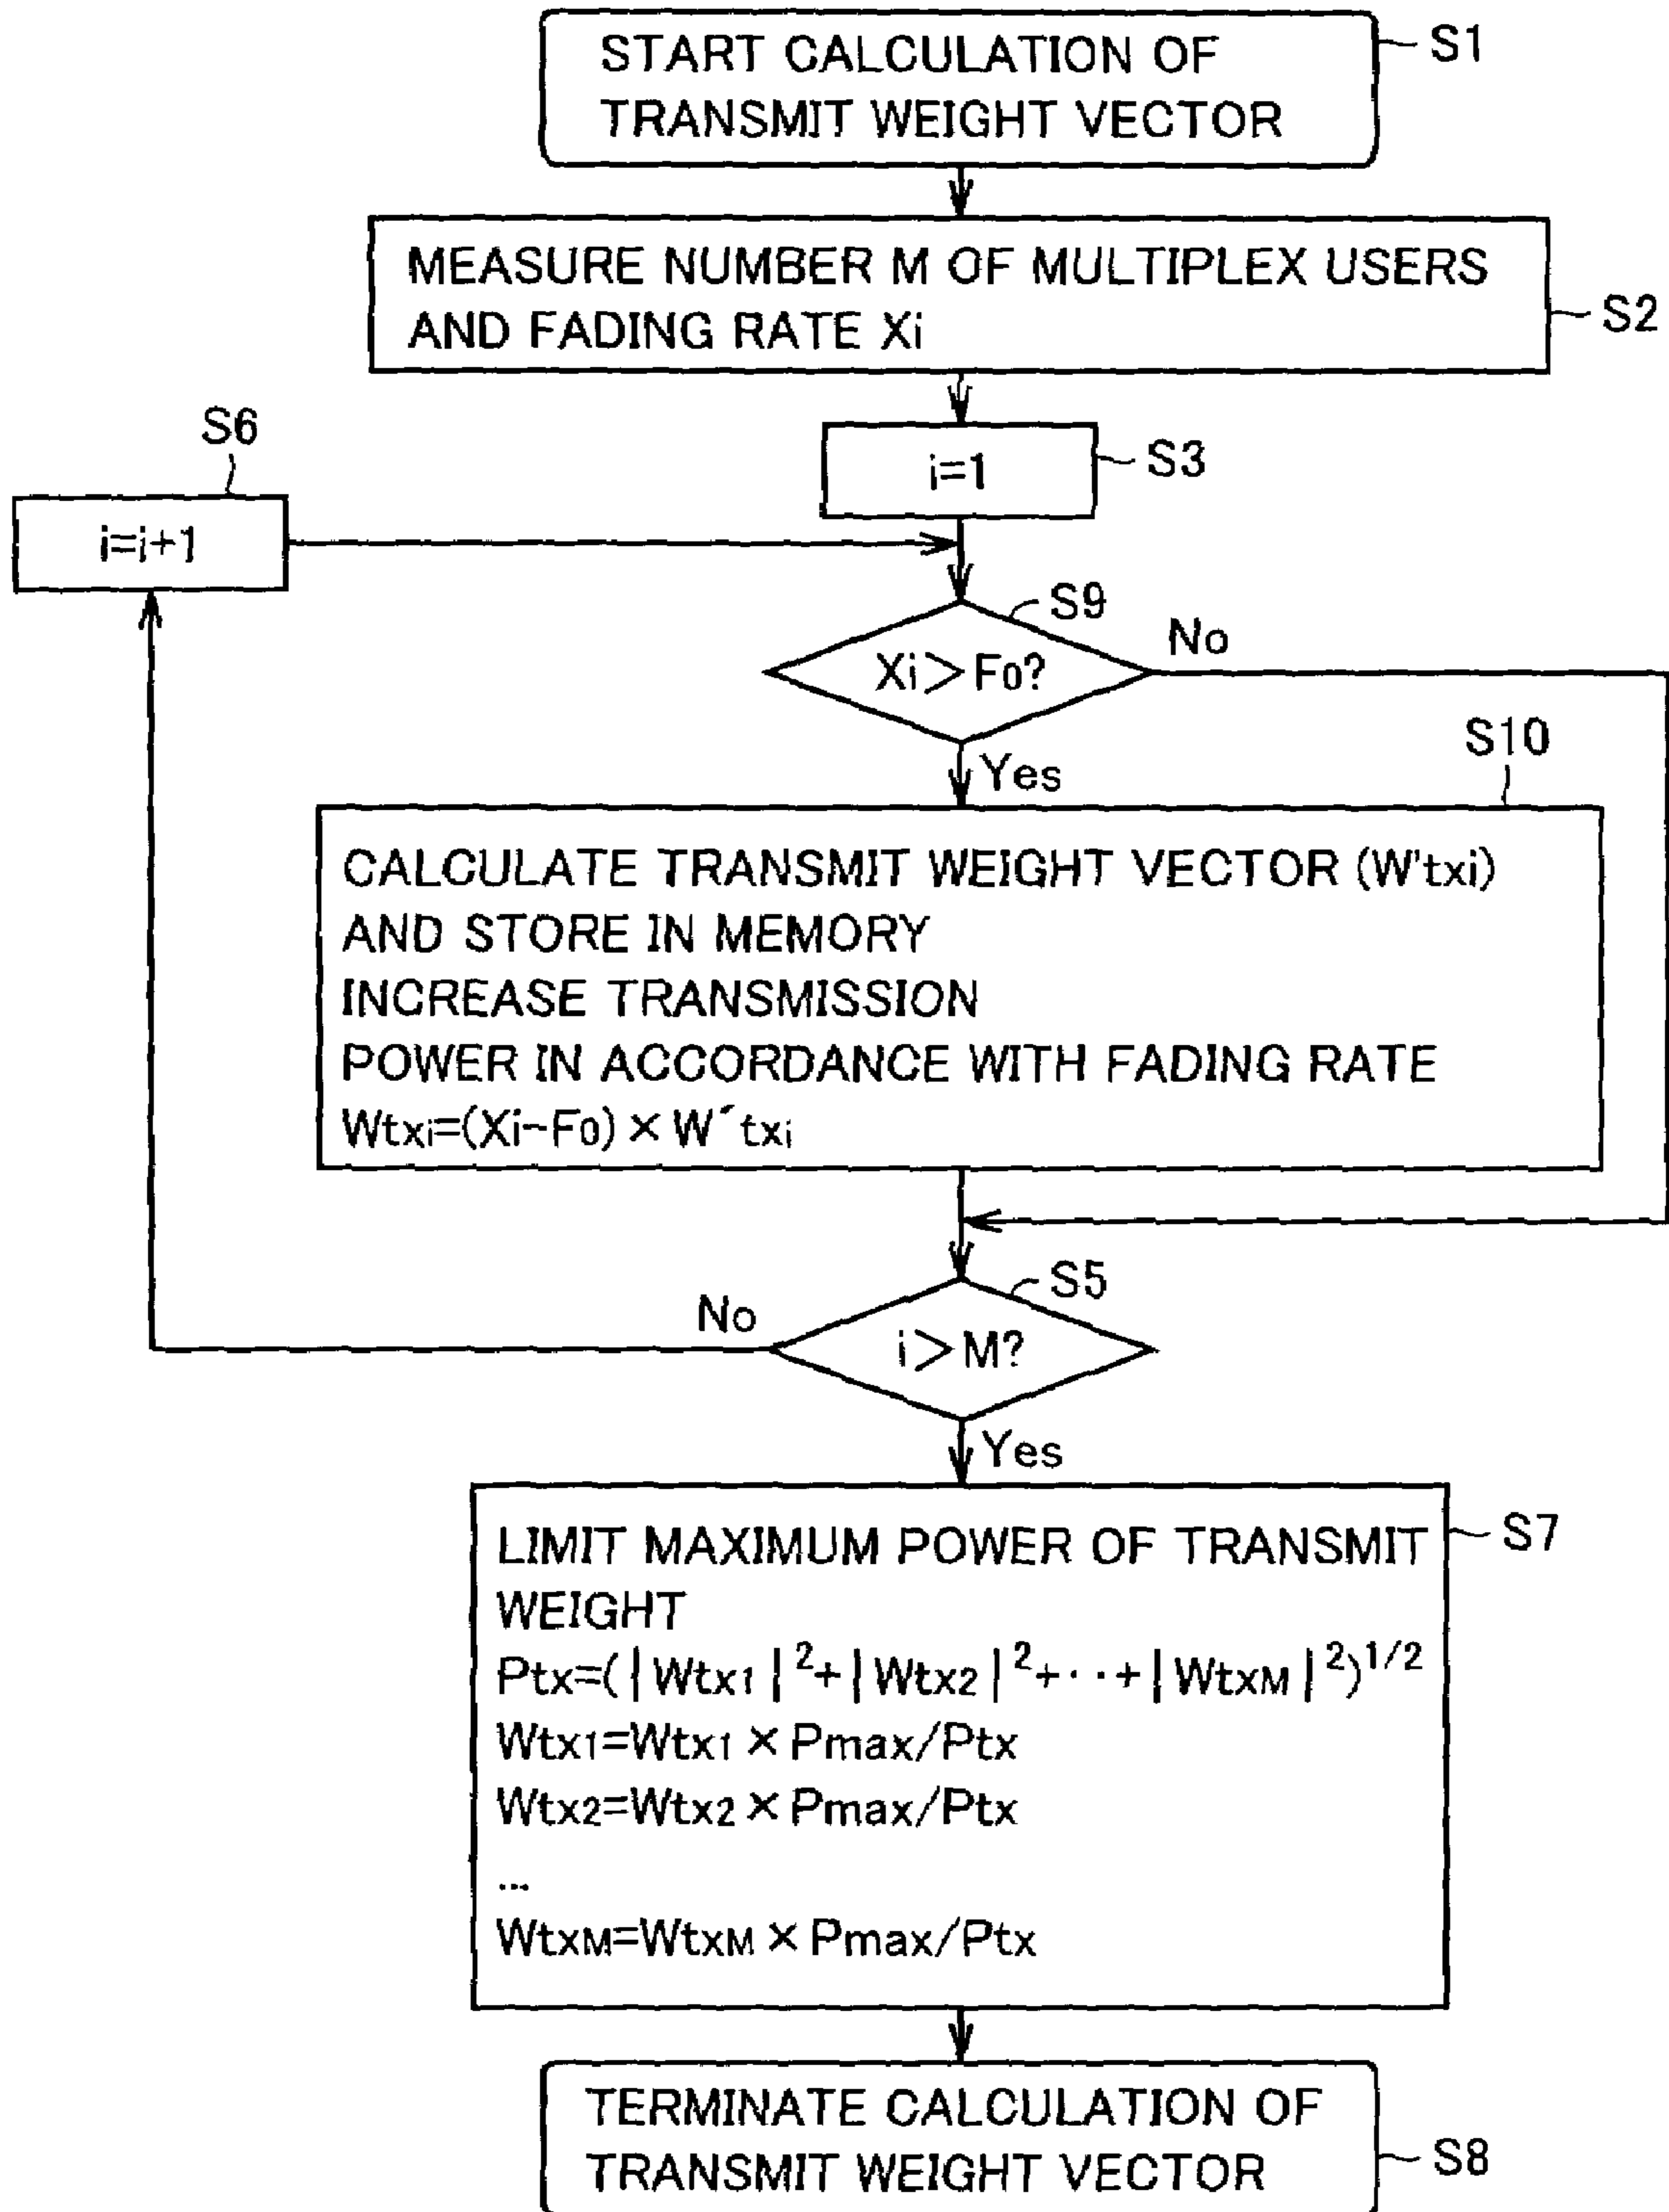 START CALCULATION OF
TRANSMIT WEIGHT VECTOR
S1
MEASURE NUMBER M OF MULTIPLEX USERS
AND FADING RATE Xi
S2
S6
i=1
S3
i=i+1
S9
Xi>F0?
No
Yes
S10
CALCULATE TRANSMIT WEIGHT VECTOR (W'txi)
AND STORE IN MEMORY
INCREASE TRANSMISSION
POWER IN ACCORDANCE WITH FADING RATE
Wtxi=(Xi-F0)×W´txi
S5
No
i>M?
Yes
LIMIT MAXIMUM POWER OF TRANSMIT
WEIGHT
S7
Ptx=(|Wtx1|²+|Wtx2|²+··+|WtxM|²)¹/²
Wtx1=Wtx1×Pmax/Ptx
Wtx2=Wtx2×Pmax/Ptx
...
WtxM=WtxM×Pmax/Ptx
TERMINATE CALCULATION OF
TRANSMIT WEIGHT VECTOR
S8